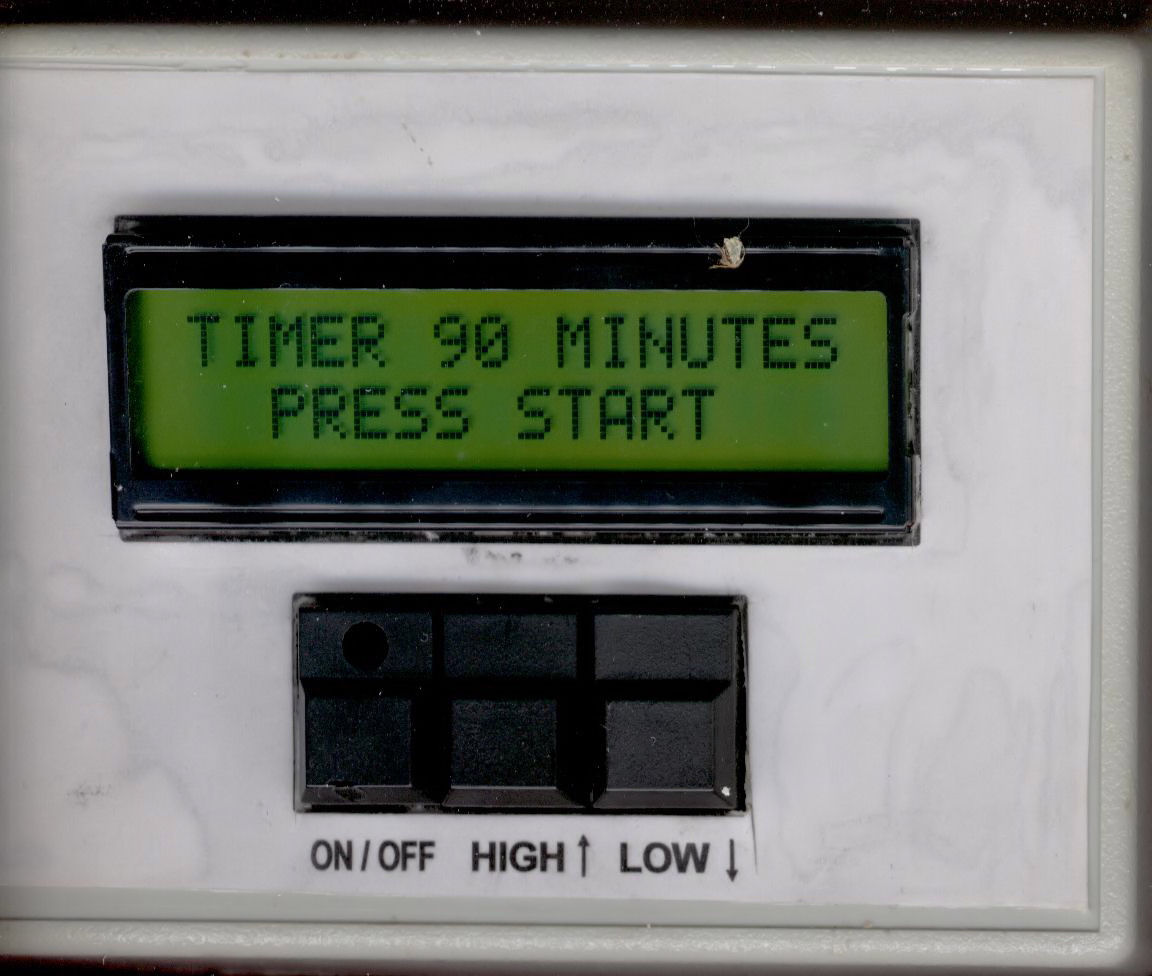 TIMER 90 MINUTES
PRESS START
ON / OFF HIGH ↑ LOW ↓